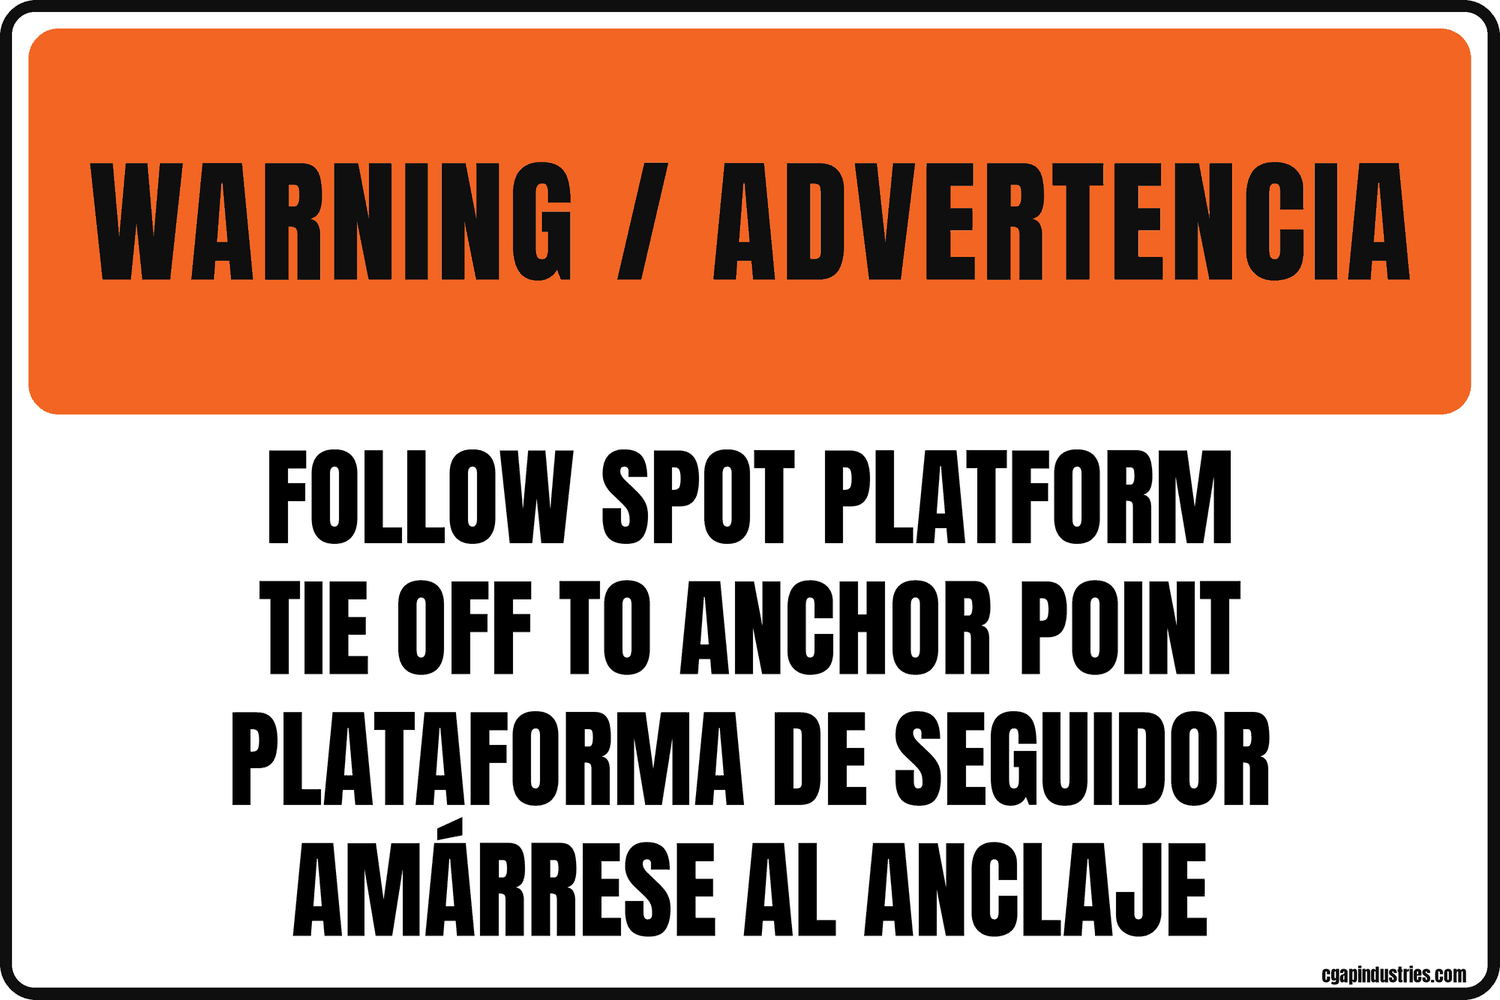 WARNING / ADVERTENCIA
FOLLOW SPOT PLATFORM
TIE OFF TO ANCHOR POINT
PLATAFORMA DE SEGUIDOR
AMÁRRESE AL ANCLAJE
cgapindustries.com